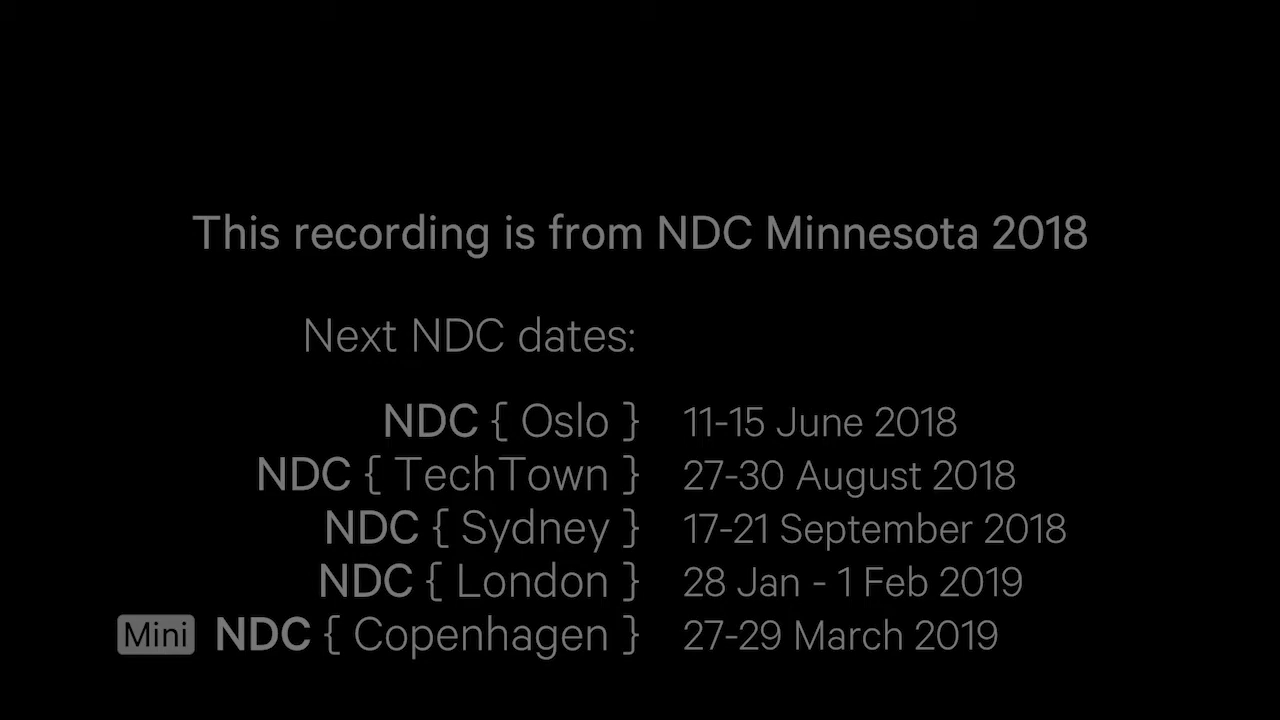 This recording is from NDC Minnesota 2018
Next NDC dates:
NDC { Oslo } 11-15 June 2018
NDC { TechTown } 27-30 August 2018
NDC { Sydney } 17-21 September 2018
NDC { London } 28 Jan - 1 Feb 2019
Mini NDC { Copenhagen } 27-29 March 2019